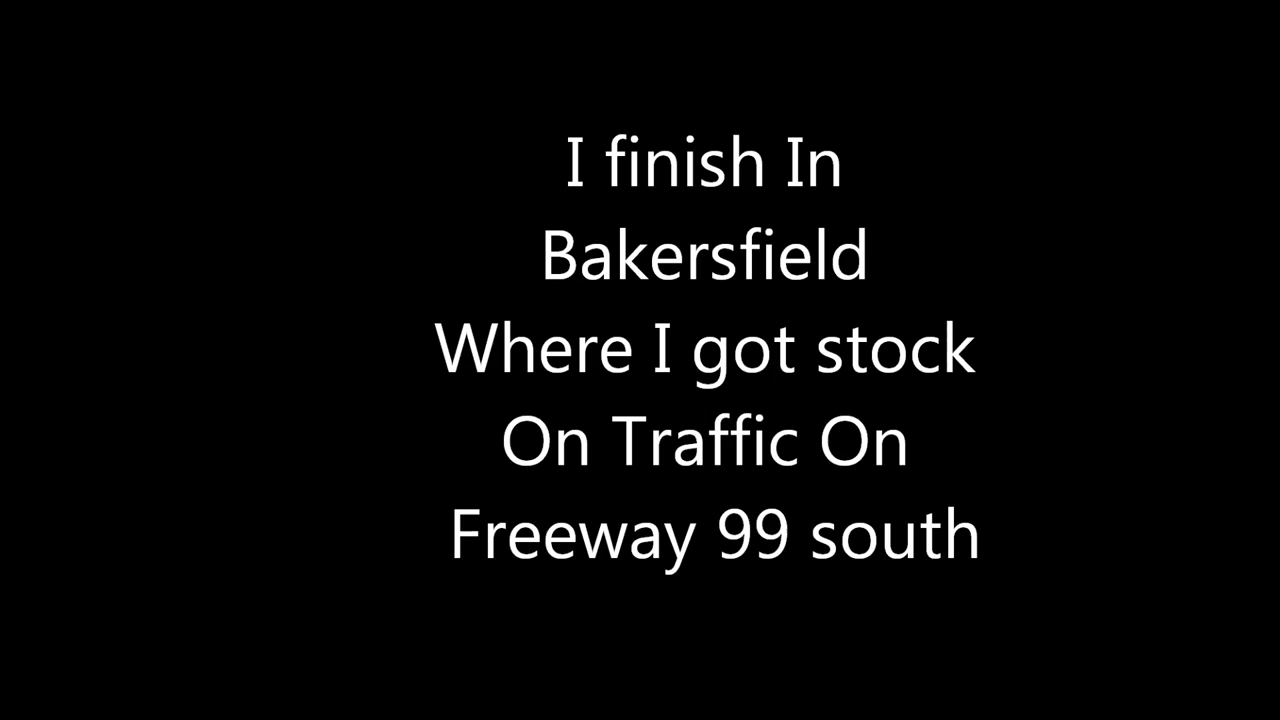 I finish In
Bakersfield
Where I got stock
On Traffic On
Freeway 99 south